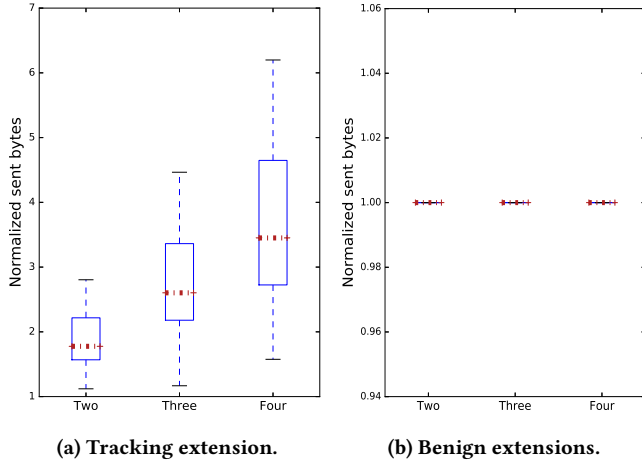 Normalized sent bytes
7
6
5
4
3
2
1
Two Three Four
(a) Tracking extension.
Normalized sent bytes
1.06
1.04
1.02
1.00
0.98
0.96
0.94
Two Three Four
(b) Benign extensions.